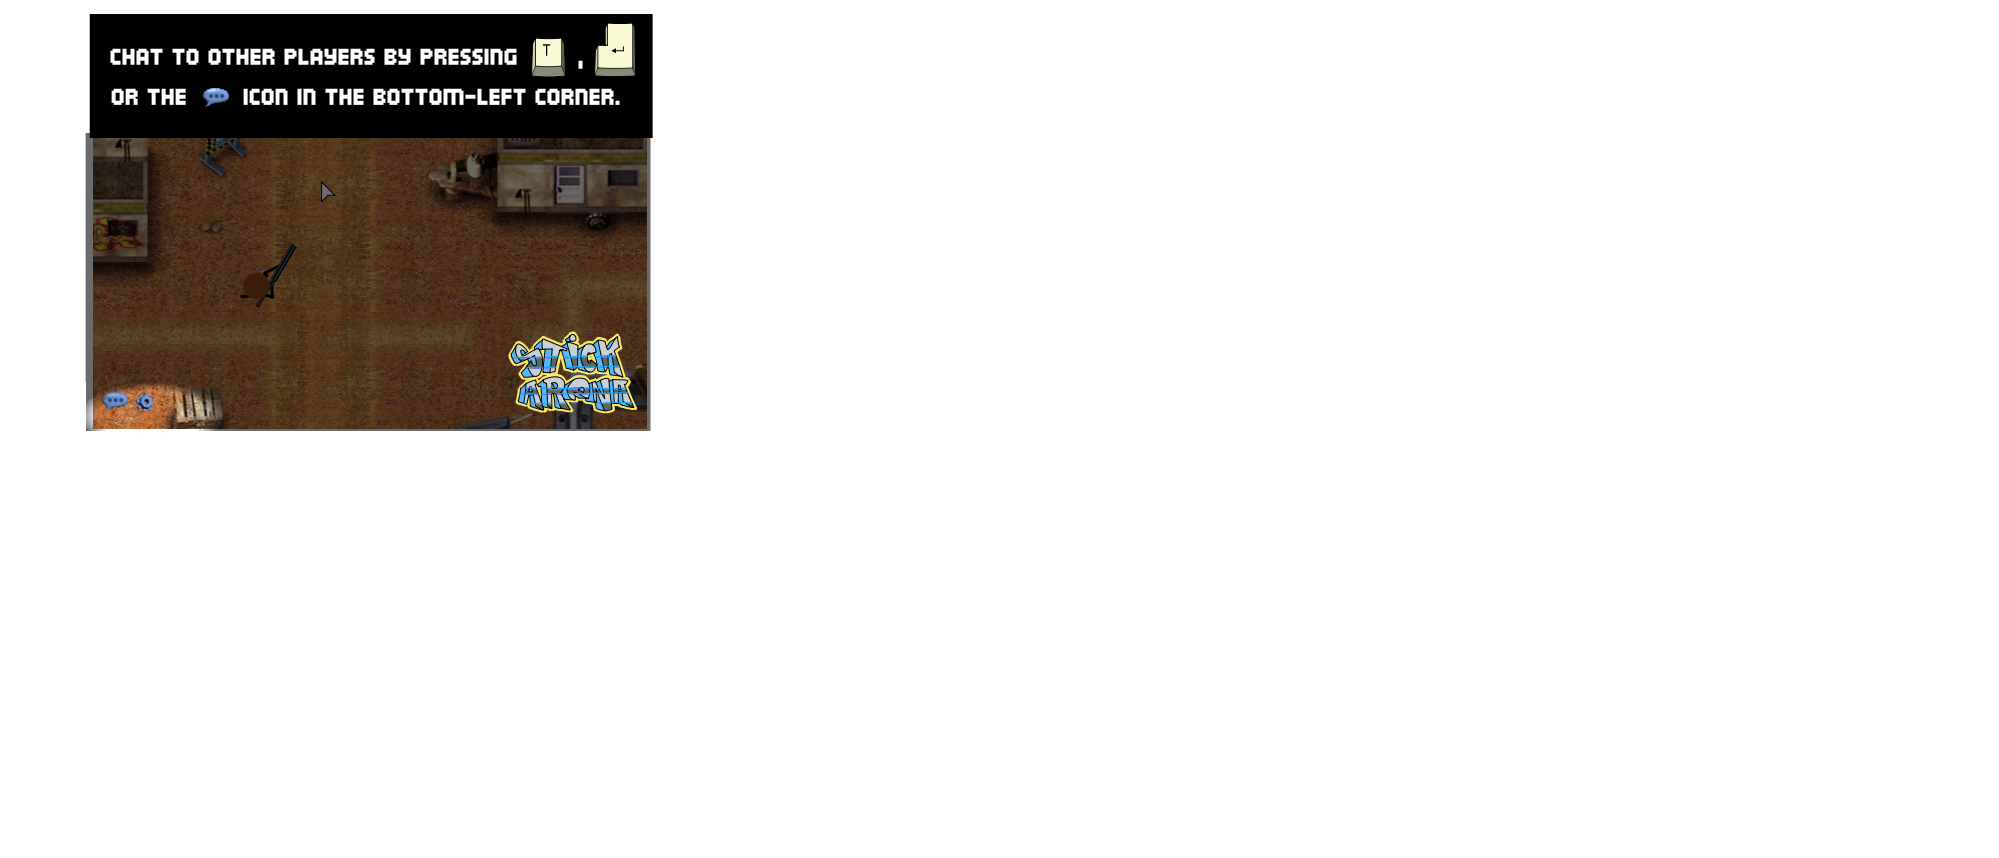 CHAT TO OTHER PLAYERS BY PRESSING T , ↵
OR THE ICON IN THE BOTTOM-LEFT CORNER.
STICK
ARENA